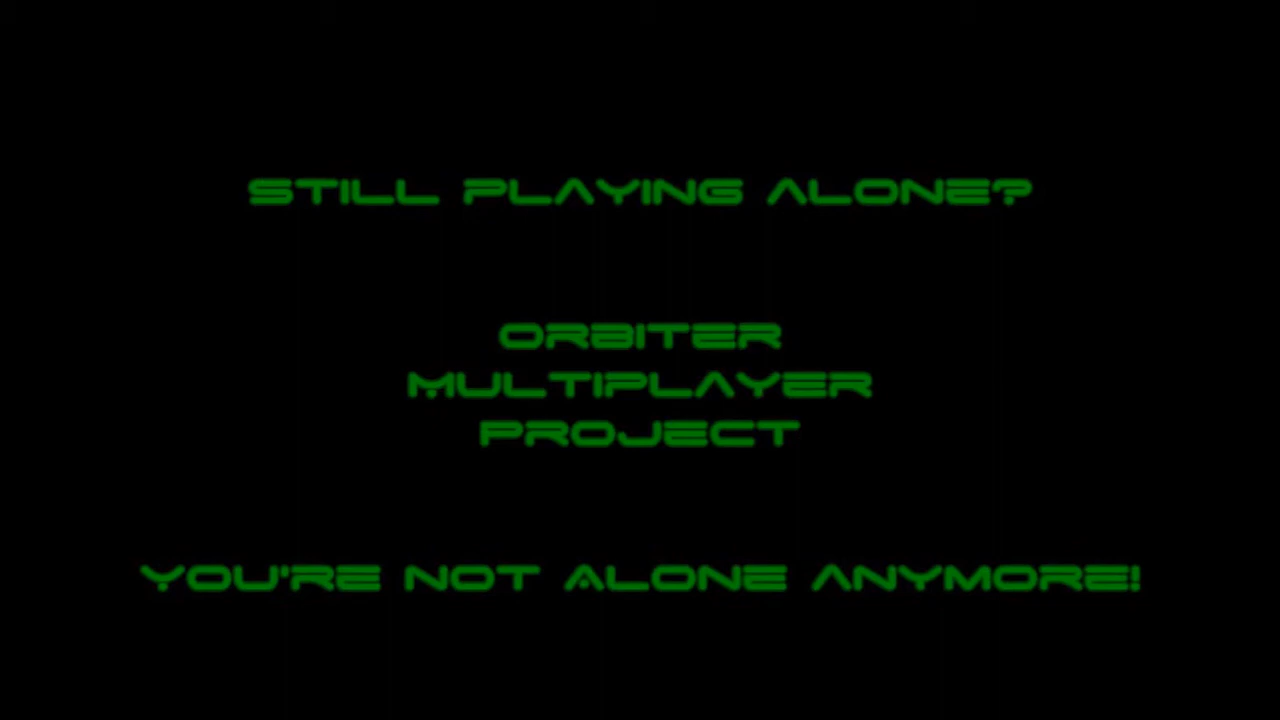 STILL PLAYING ALONE?
ORBITER
MULTIPLAYER
PROJECT
YOU'RE NOT ALONE ANYMORE!